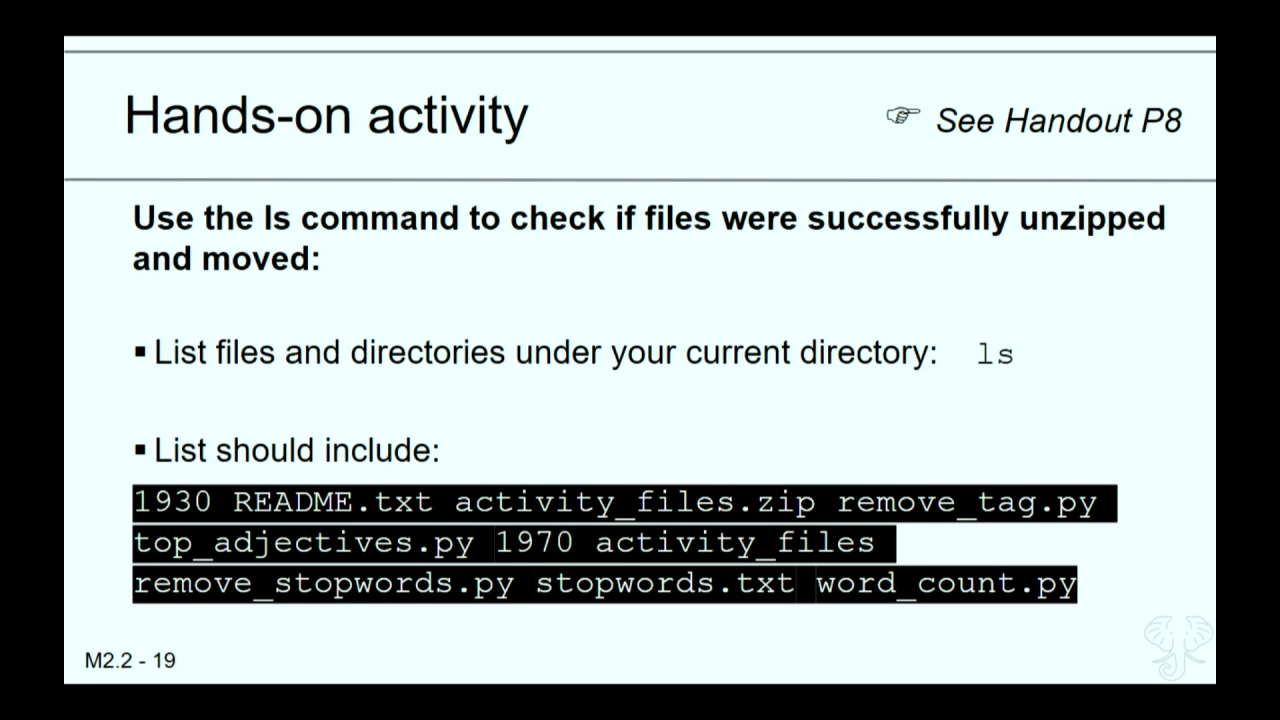 Hands-on activity
☞ See Handout P8
Use the ls command to check if files were successfully unzipped
and moved:
▪ List files and directories under your current directory: ls
▪ List should include:
1930 README.txt activity_files.zip remove_tag.py
top_adjectives.py 1970 activity_files
remove_stopwords.py stopwords.txt word_count.py
M2.2 - 19